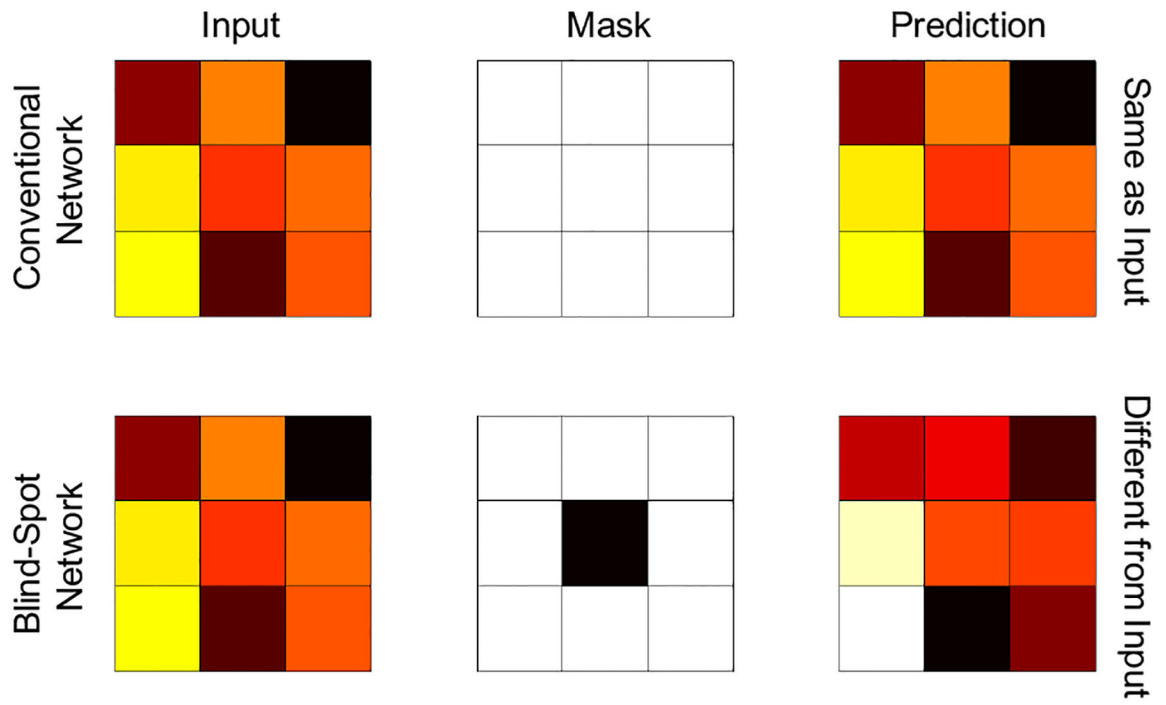 Input
Mask
Prediction
Conventional
Network
Same as Input
Blind-Spot
Network
Different from Input